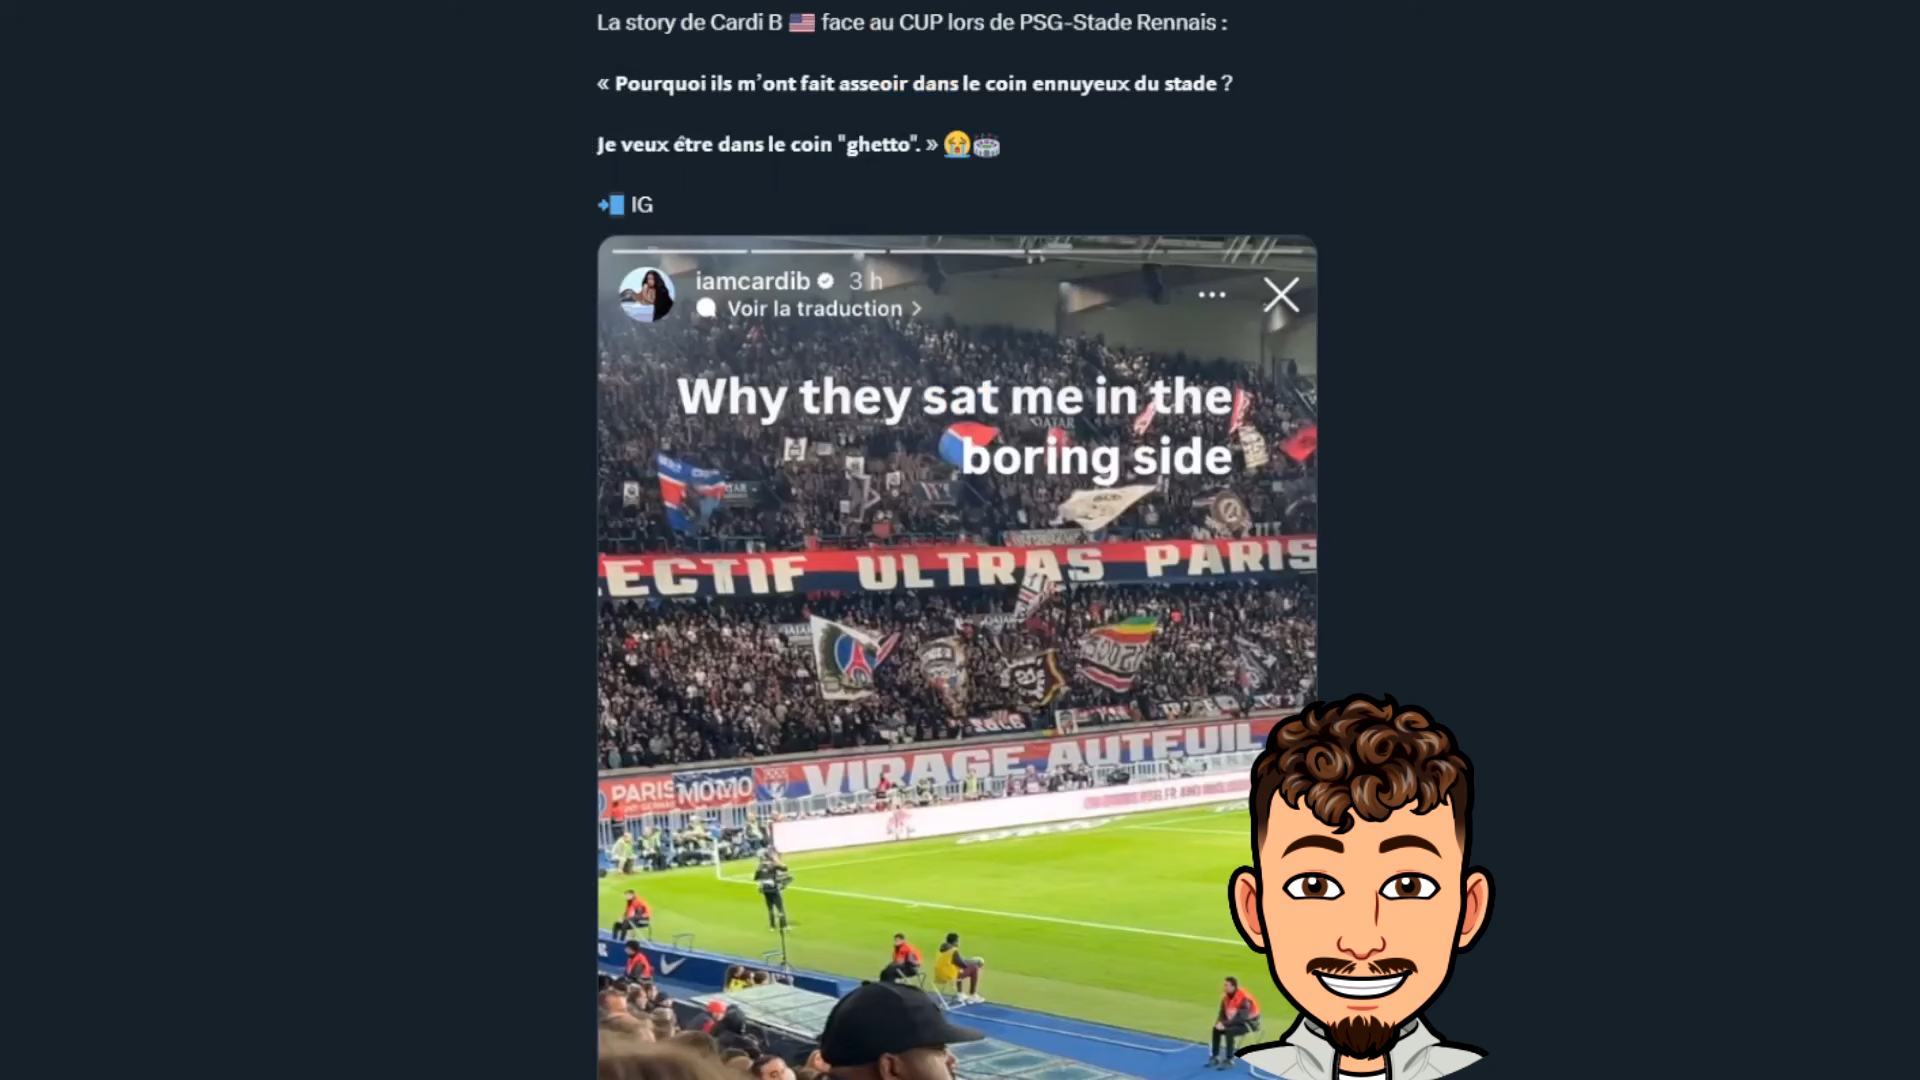 La story de Cardi B 🇺🇸 face au CUP lors de PSG-Stade Rennais :
« Pourquoi ils m’ont fait asseoir dans le coin ennuyeux du stade ?
Je veux être dans le coin "ghetto". » 😭🏟️
📲 IG
iamcardib 3 h
Voir la traduction >
Why they sat me in the
boring side
QATAR
ECTIF ULTRAS PARIS
VIRAGE AUTEUIL
PARIS MOMO